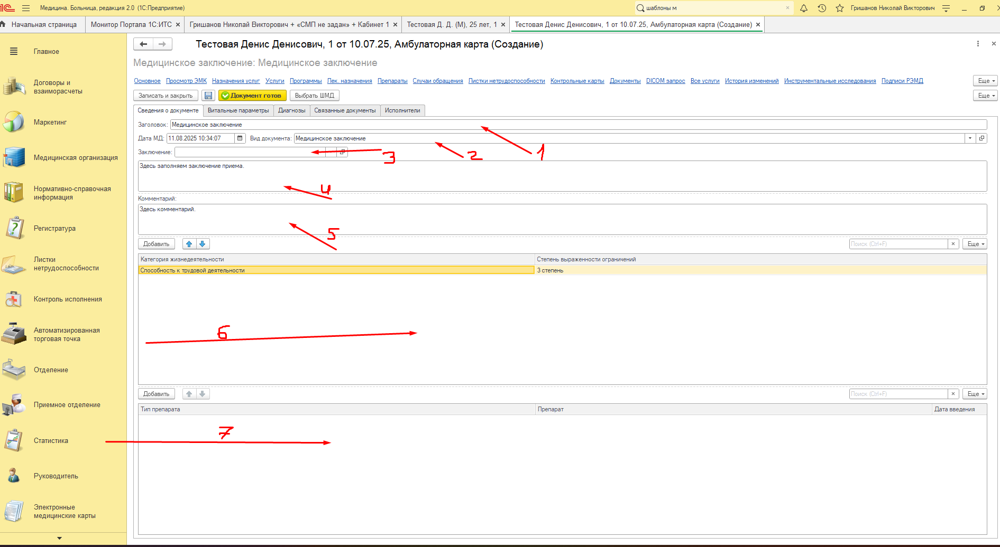 1С Медицина. Больница, редакция 2.0 (1С:Предприятие) шаблоны м × Гришанов Николай Викторович
Начальная страница Монитор Портала 1С:ИТС × Гришанов Николай Викторович + «СМП не задан» + Кабинет 1 × Тестовая Д. Д. (М), 25 лет, 1 × Тестовая Денис Денисович, 1 от 10.07.25, Амбулаторная карта (Создание) ×
Главное
Договоры и
взаиморасчеты
Маркетинг
Медицинская организация
Нормативно-справочная
информация
Регистратура
Листки
нетрудоспособности
Контроль исполнения
Автоматизированная
торговая точка
Отделение
Приемное отделение
Статистика
Руководитель
Электронные
медицинские карты
Тестовая Денис Денисович, 1 от 10.07.25, Амбулаторная карта (Создание)
Медицинское заключение: Медицинское заключение
Основное Просмотр ЭМК Назначения услуг Услуги Программы Лек. назначения Препараты Случаи обращения Листки нетрудоспособности Контрольные карты Документы DICOM запрос Все услуги История изменений Инструментальные исследования Подписи РЭМД Еще
Записать и закрыть Документ готов Выбрать ШМД Еще
Сведения о документе Витальные параметры Диагнозы Связанные документы Исполнители
Заголовок: Медицинское заключение
Дата МД: 11.08.2025 10:34:07 Вид документа: Медицинское заключение
1
2
Заключение:
3
Здесь заполняем заключение приема.
4
Комментарий:
Здесь комментарий.
5
Добавить Поиск (Ctrl+F) × Еще
Категория жизнедеятельности Степень выраженности ограничений
Способность к трудовой деятельности 3 степень
6
Добавить Поиск (Ctrl+F) × Еще
Тип препарата Препарат Дата введения
7